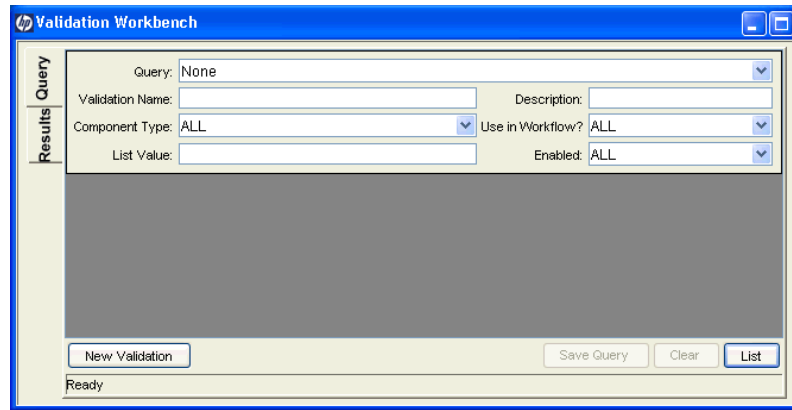 hp Validation Workbench
Query
Results
Query: None
Validation Name: Description:
Component Type: ALL Use in Workflow? ALL
List Value: Enabled: ALL
New Validation Save Query Clear List
Ready